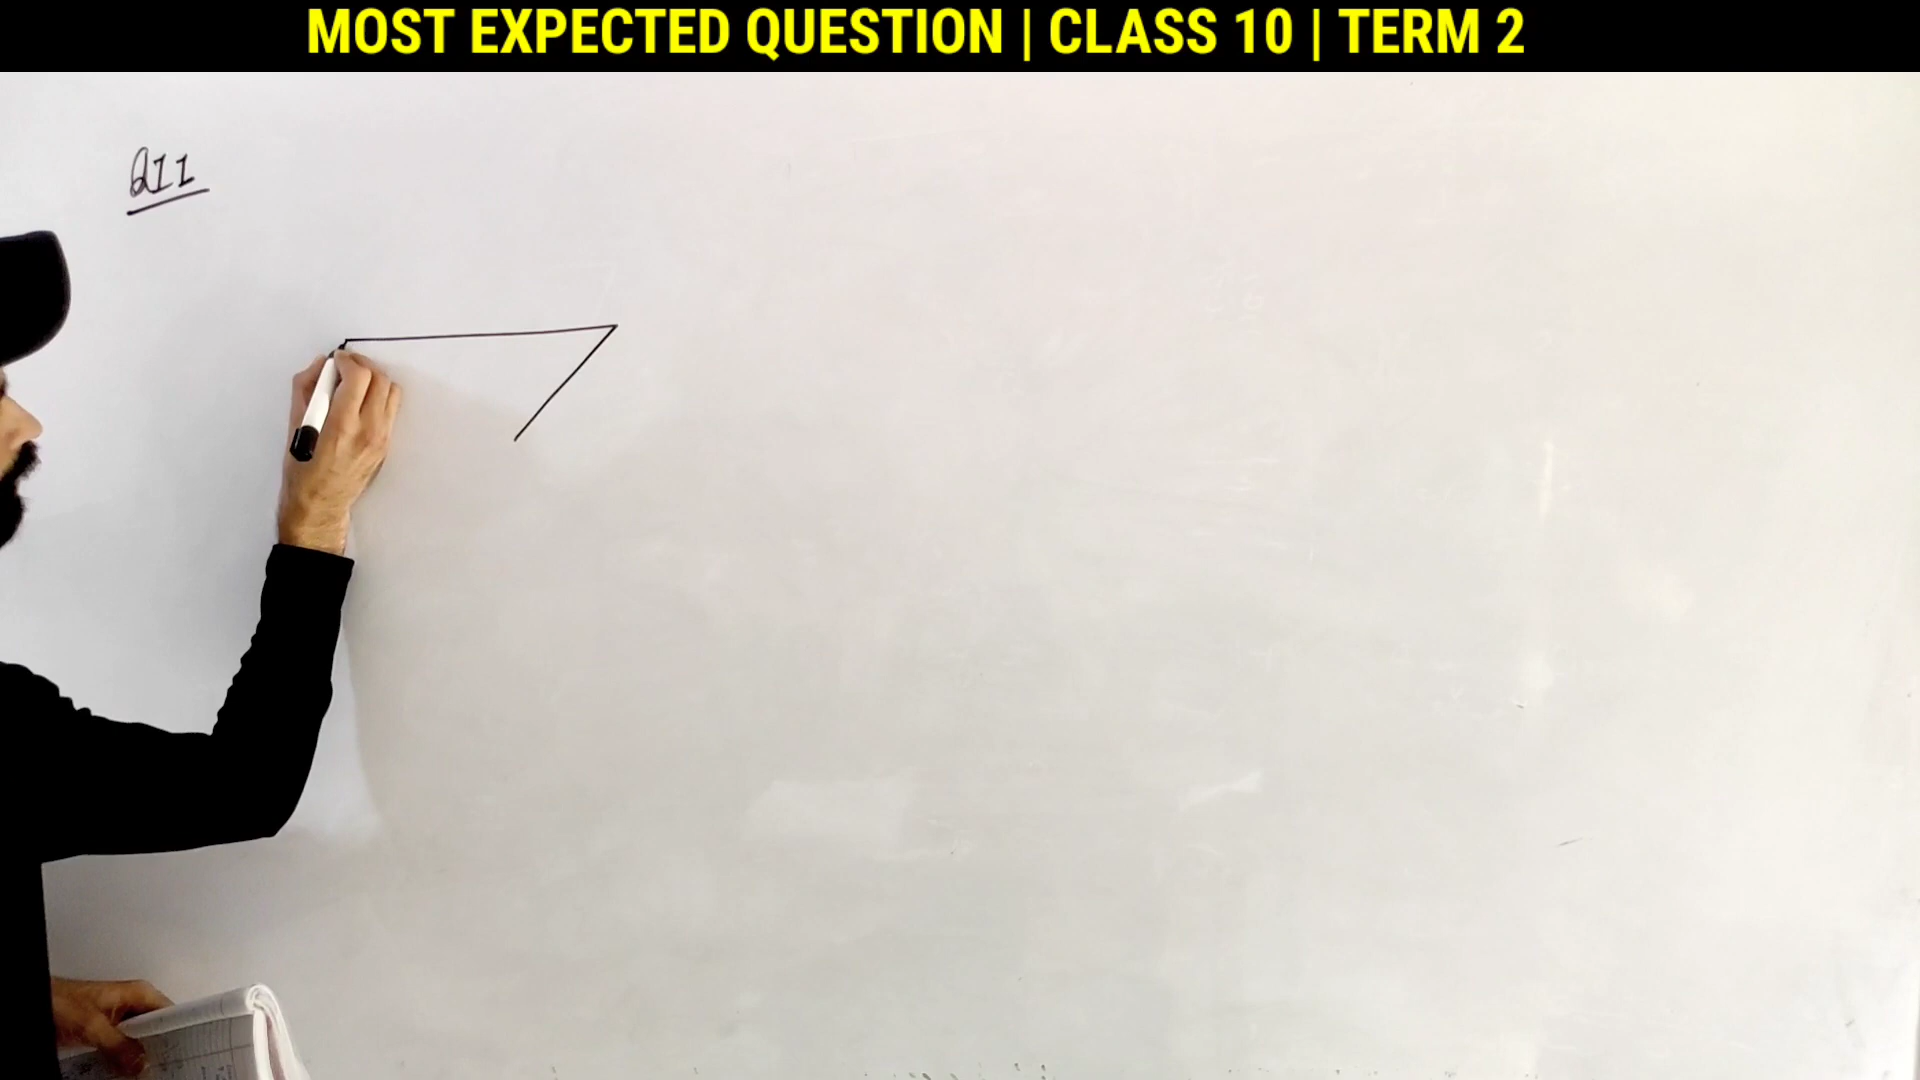 MOST EXPECTED QUESTION | CLASS 10 | TERM 2
Q11